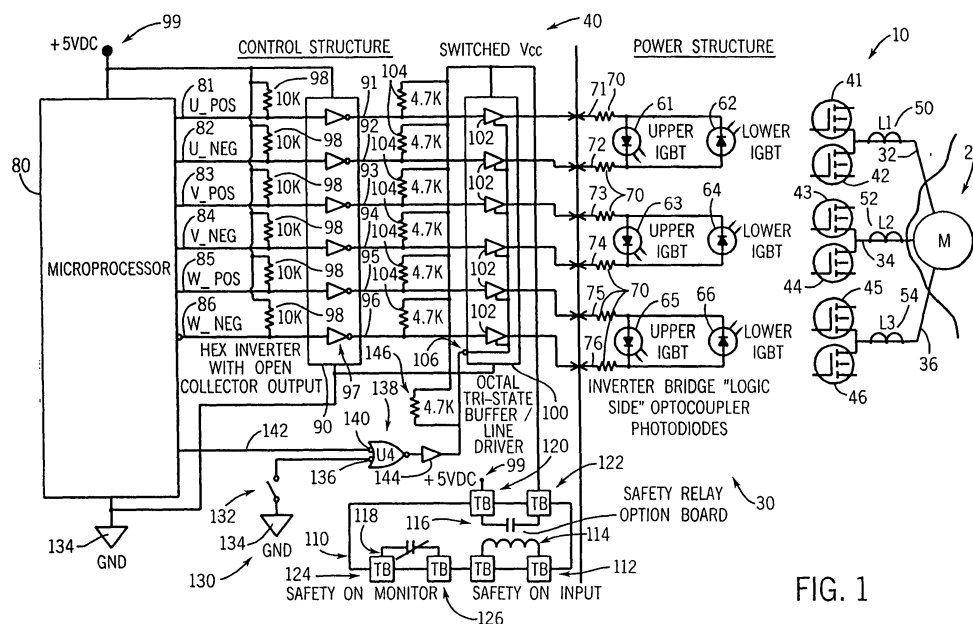 99
+5VDC
40
CONTROL STRUCTURE
SWITCHED Vcc
POWER STRUCTURE
10
98
104
81
U_POS
10K
91
4.7K
102
71
70
61
62
UPPER IGBT
LOWER IGBT
41
L1
50
32
42
82
U_NEG
10K
98
92
104
4.7K
102
72
70
80
83
V_POS
10K
98
93
104
4.7K
102
73
63
64
UPPER IGBT
LOWER IGBT
43
52
L2
34
44
M
2
84
V_NEG
10K
98
94
4.7K
74
70
MICROPROCESSOR
85
W_POS
10K
98
95
104
4.7K
102
75
65
66
UPPER IGBT
LOWER IGBT
45
54
L3
36
46
86
W_NEG
10K
98
96
4.7K
102
76
HEX INVERTER
WITH OPEN
COLLECTOR OUTPUT
97
90
146
106
4.7K
138
OCTAL
TRI-STATE
BUFFER /
LINE
DRIVER
100
INVERTER BRIDGE "LOGIC
SIDE" OPTOCOUPLER
PHOTODIODES
142
140
U4
136
144
+5VDC
99
120
122
132
134
GND
134
GND
130
TB
TB
116
SAFETY RELAY
OPTION BOARD
30
118
110
114
124
TB
TB
TB
TB
112
SAFETY ON MONITOR
SAFETY ON INPUT
126
FIG. 1